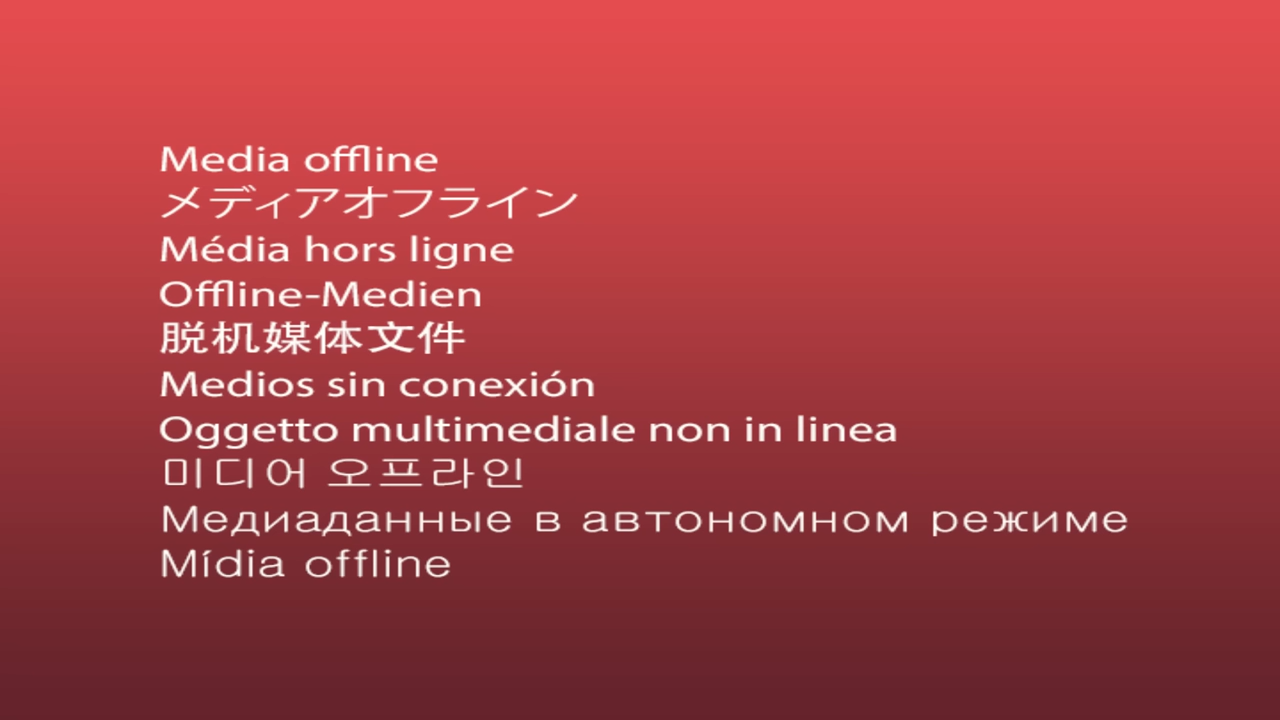 Media offline
メディアオフライン
Média hors ligne
Offline-Medien
脱机媒体文件
Medios sin conexión
Oggetto multimediale non in linea
미디어 오프라인
Медиаданные в автономном режиме
Mídia offline